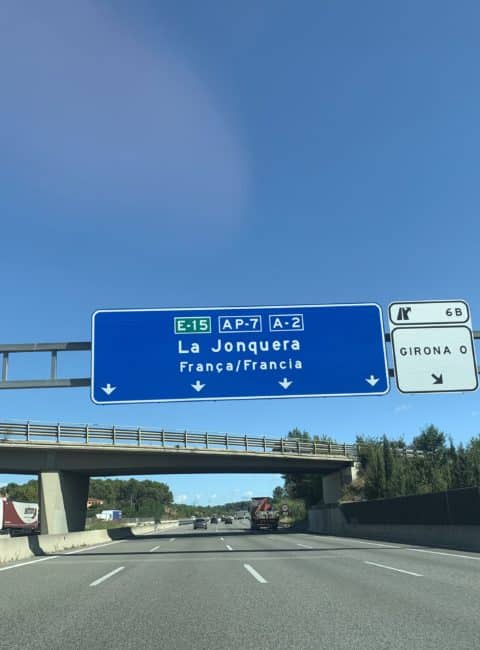 E-15 AP-7 A-2
La Jonquera
França/Francia
6B
GIRONA O